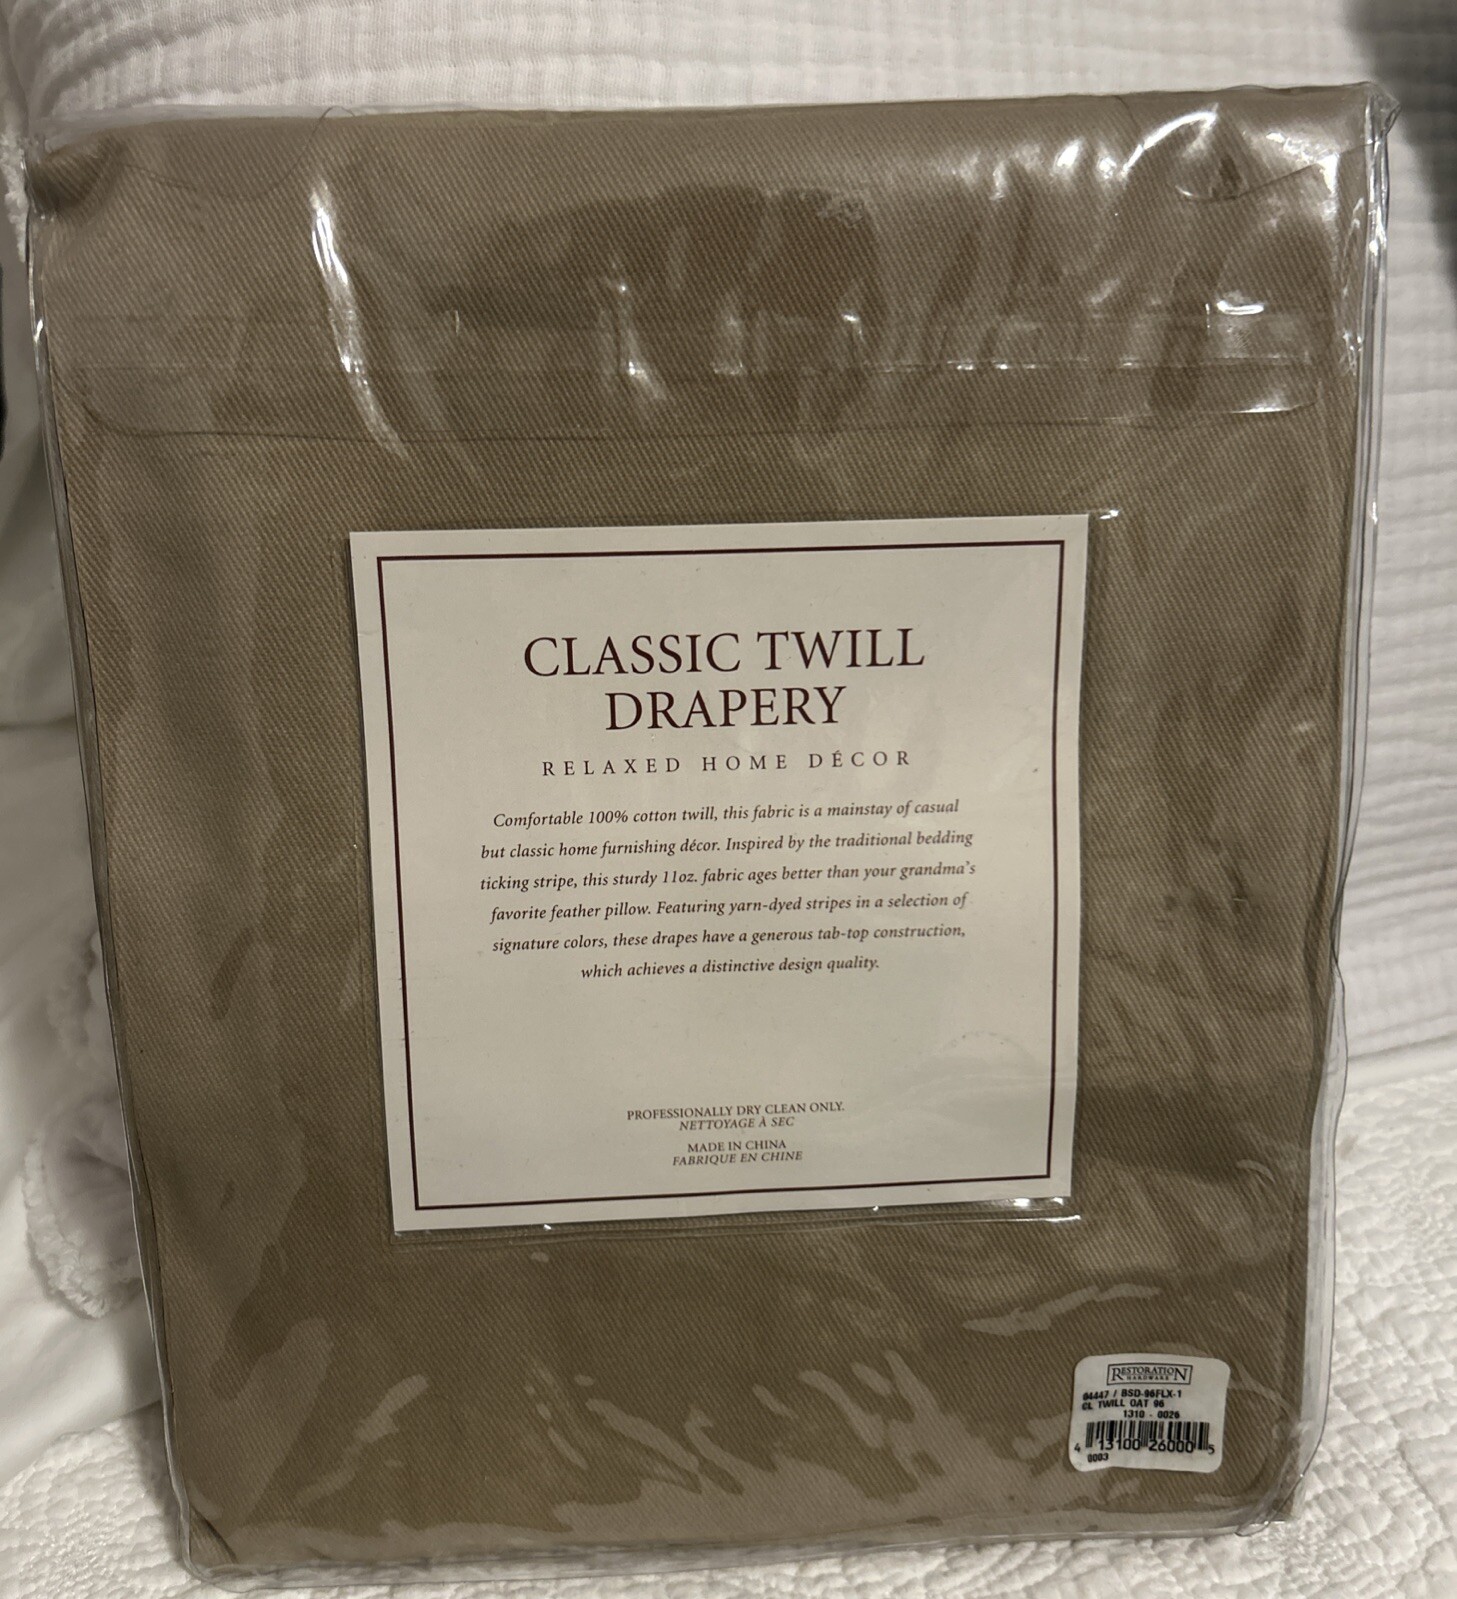 CLASSIC TWILL
DRAPERY
RELAXED HOME DÉCOR
Comfortable 100% cotton twill, this fabric is a mainstay of casual
but classic home furnishing décor. Inspired by the traditional bedding
ticking stripe, this sturdy 11oz. fabric ages better than your grandma's
favorite feather pillow. Featuring yarn-dyed stripes in a selection of
signature colors, these drapes have a generous tab-top construction,
which achieves a distinctive design quality.
PROFESSIONALLY DRY CLEAN ONLY.
NETTOYAGE À SEC
MADE IN CHINA
FABRIQUE EN CHINE
RESTORATION
HARDWARE
64447 / BSD-96FLX-1
CL TWILL OAT 96
1310 - 0026
4 13100 26000 5
0003